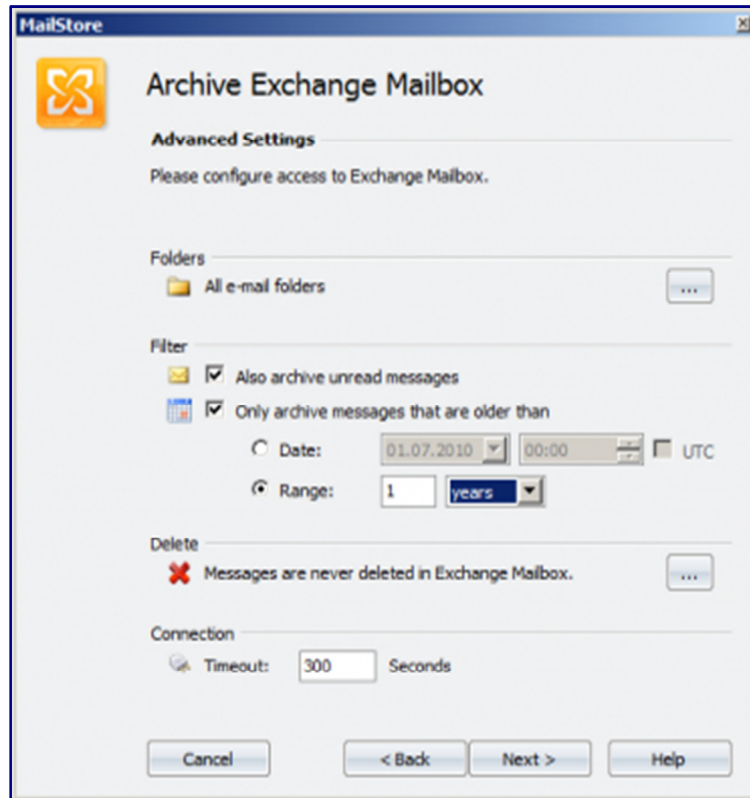 MailStore
Archive Exchange Mailbox
Advanced Settings
Please configure access to Exchange Mailbox.
Folders
All e-mail folders ...
Filter
Also archive unread messages
Only archive messages that are older than
Date: 01.07.2010 00:00 UTC
Range: 1 years
Delete
Messages are never deleted in Exchange Mailbox. ...
Connection
Timeout: 300 Seconds
Cancel < Back Next > Help